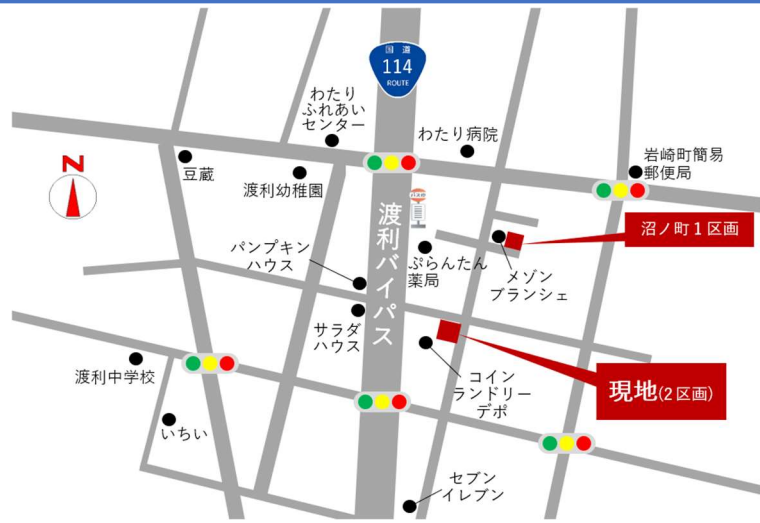 国道
114
ROUTE
わたり
ふれあい
センター
わたり病院
岩崎町簡易
郵便局
豆蔵
渡利幼稚園
N
バス停
沼ノ町1区画
渡利バイパス
パンプキン
ハウス
ぷらんたん
薬局
メゾン
ブランシェ
サラダ
ハウス
現地(2区画)
渡利中学校
コイン
ランドリー
デポ
いちい
セブン
イレブン